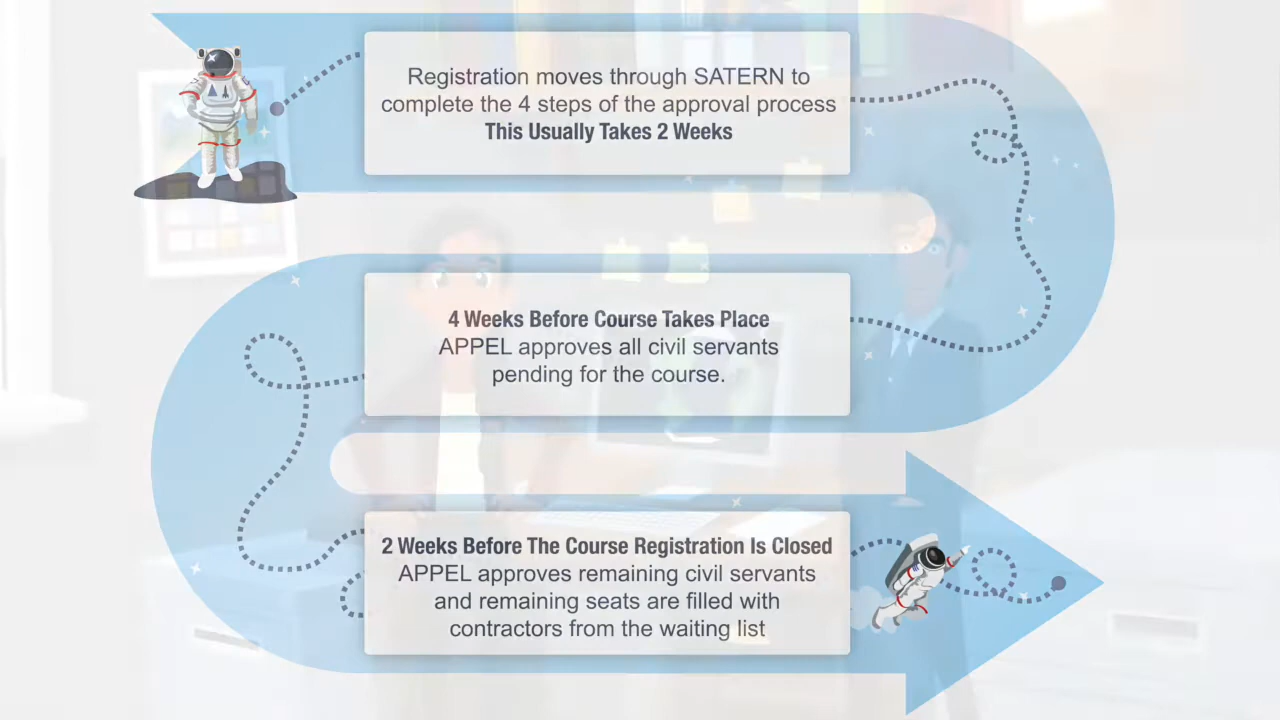 Registration moves through SATERN to
complete the 4 steps of the approval process
This Usually Takes 2 Weeks
4 Weeks Before Course Takes Place
APPEL approves all civil servants
pending for the course.
2 Weeks Before The Course Registration Is Closed
APPEL approves remaining civil servants
and remaining seats are filled with
contractors from the waiting list